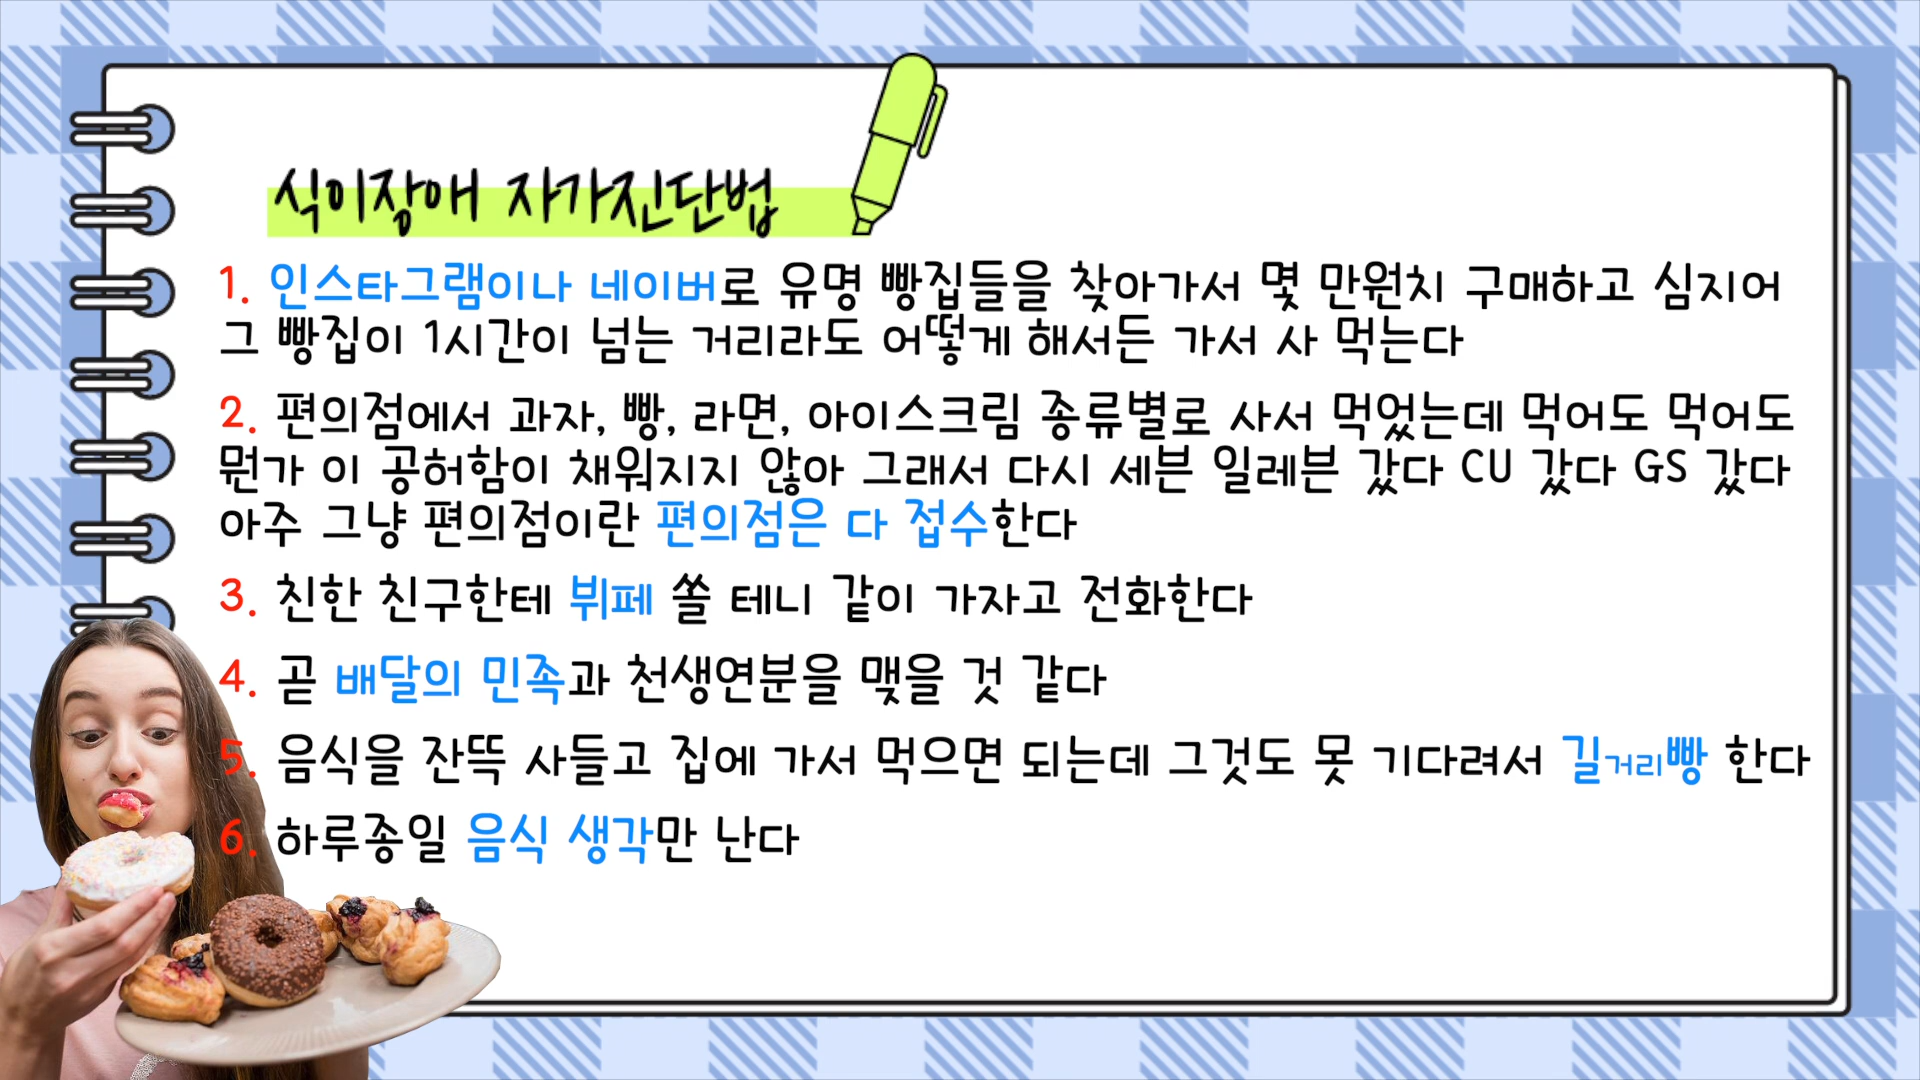 식이장애 자가진단법
1. 인스타그램이나 네이버로 유명 빵집들을 찾아가서 몇 만원치 구매하고 심지어
그 빵집이 1시간이 넘는 거리라도 어떻게 해서든 가서 사 먹는다
2. 편의점에서 과자, 빵, 라면, 아이스크림 종류별로 사서 먹었는데 먹어도 먹어도
뭔가 이 공허함이 채워지지 않아 그래서 다시 세븐 일레븐 갔다 CU 갔다 GS 갔다
아주 그냥 편의점이란 편의점은 다 접수한다
3. 친한 친구한테 뷔페 쏠 테니 같이 가자고 전화한다
4. 곧 배달의 민족과 천생연분을 맺을 것 같다
5. 음식을 잔뜩 사들고 집에 가서 먹으면 되는데 그것도 못 기다려서 길거리빵 한다
6. 하루종일 음식 생각만 난다